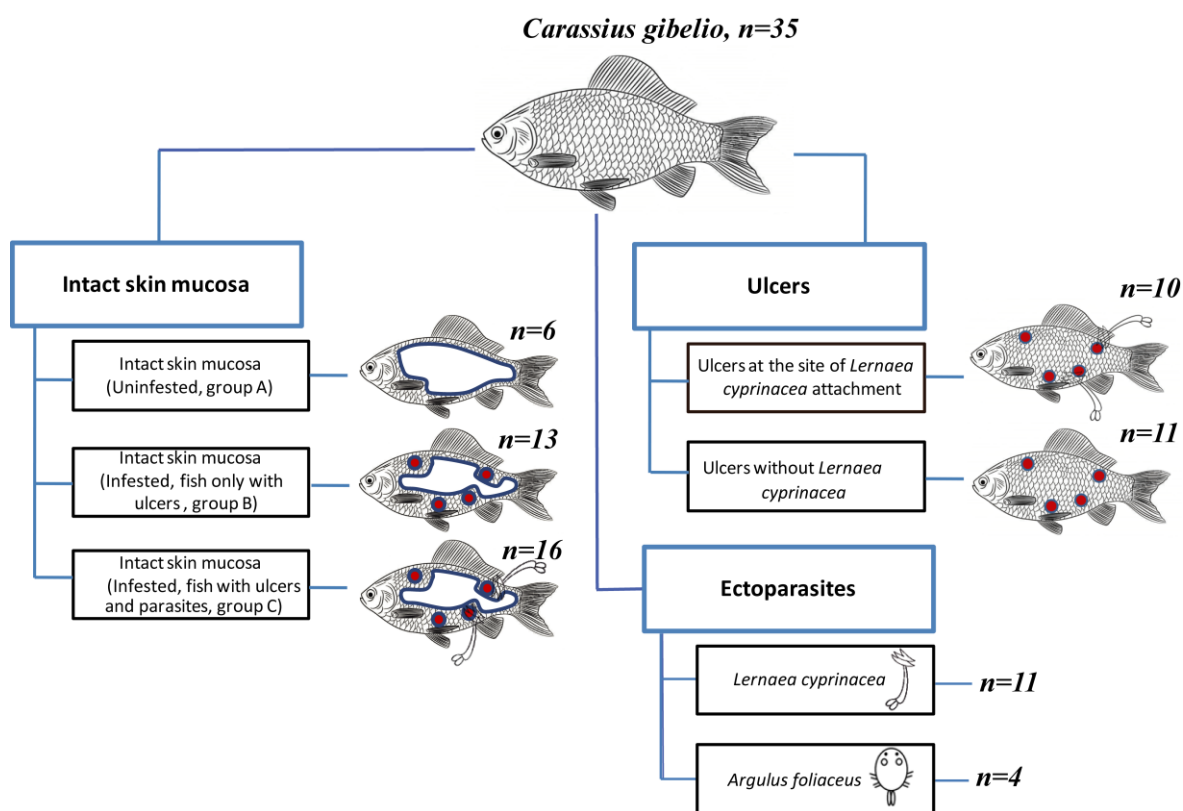 Carassius gibelio, n=35
Intact skin mucosa
n=6
Intact skin mucosa
(Uninfested, group A)
n=13
Intact skin mucosa
(Infested, fish only with
ulcers , group B)
n=16
Intact skin mucosa
(Infested, fish with ulcers
and parasites, group C)
Ulcers
n=10
Ulcers at the site of Lernaea
cyprinacea attachment
n=11
Ulcers without Lernaea
cyprinacea
Ectoparasites
Lernaea cyprinacea
n=11
Argulus foliaceus
n=4